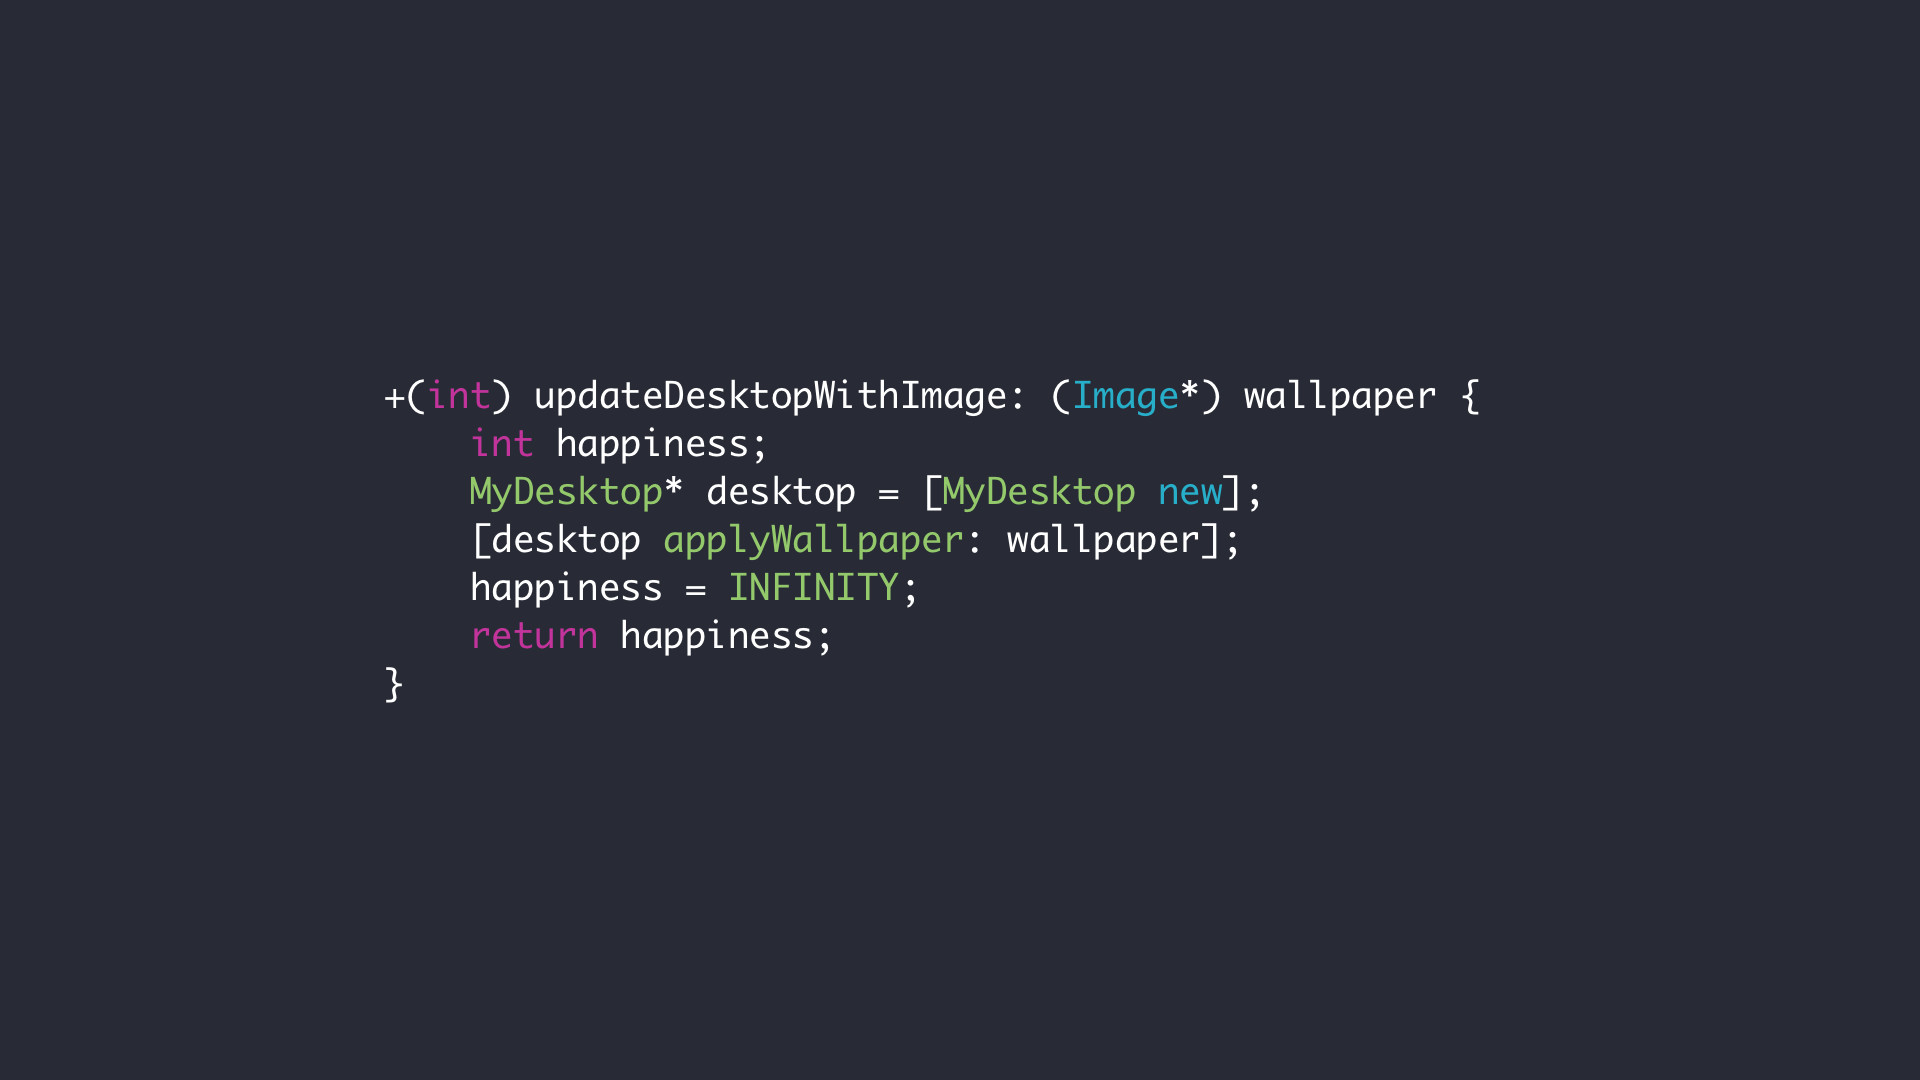 +(int) updateDesktopWithImage: (Image*) wallpaper {
    int happiness;
    MyDesktop* desktop = [MyDesktop new];
    [desktop applyWallpaper: wallpaper];
    happiness = INFINITY;
    return happiness;
}